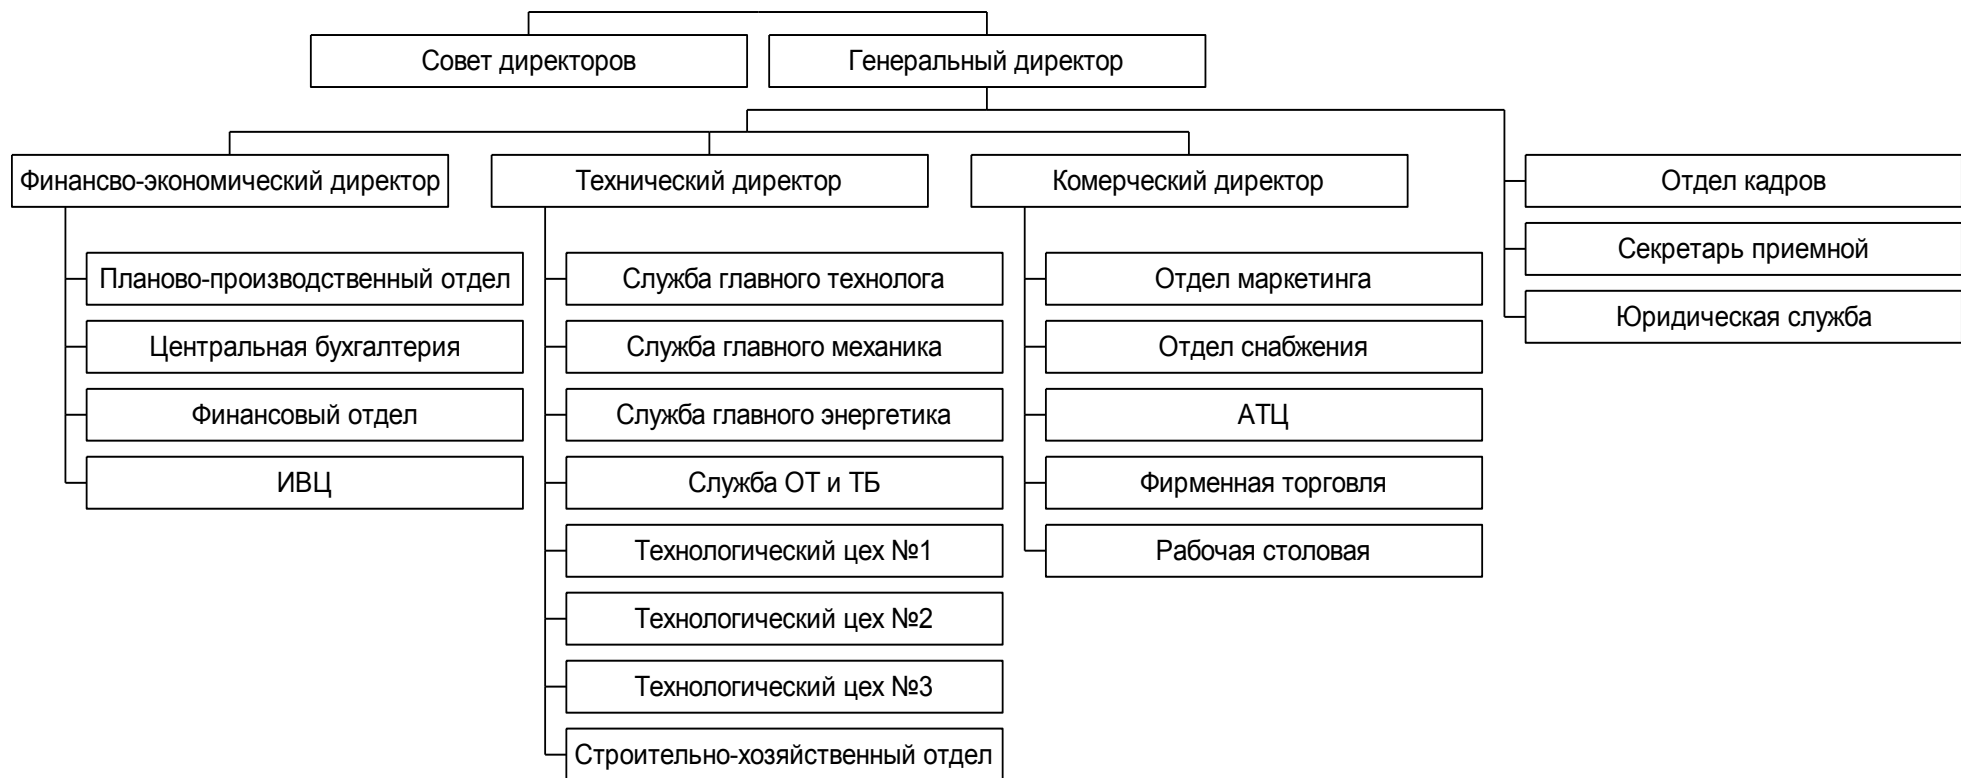 Совет директоров
Генеральный директор
Финансво-экономический директор
Технический директор
Комерческий директор
Отдел кадров
Секретарь приемной
Юридическая служба
Планово-производственный отдел
Центральная бухгалтерия
Финансовый отдел
ИВЦ
Служба главного технолога
Служба главного механика
Служба главного энергетика
Служба ОТ и ТБ
Технологический цех №1
Технологический цех №2
Технологический цех №3
Строительно-хозяйственный отдел
Отдел маркетинга
Отдел снабжения
АТЦ
Фирменная торговля
Рабочая столовая